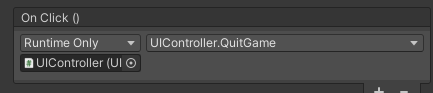 On Click ()
Runtime Only UIController.QuitGame
UIController (UI